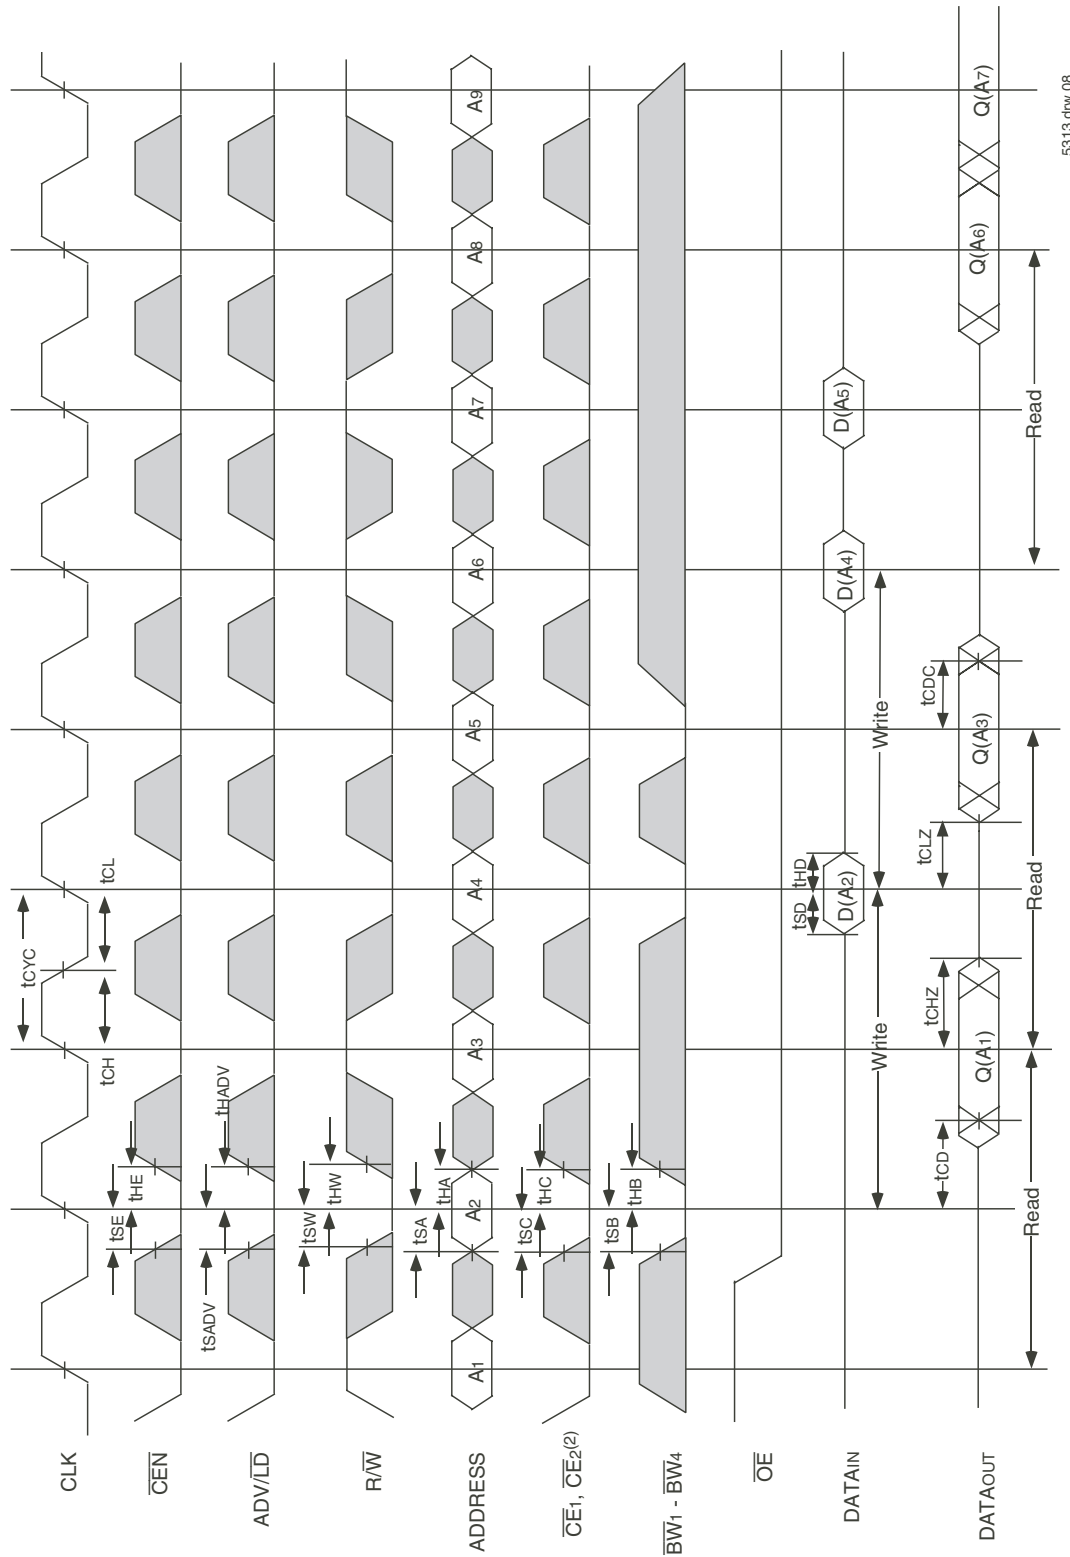 CLK
tCYC
tCH
tCL
CEN
tSE
tHE
ADV/LD
tSADV
tHADV
R/W
tSW
tHW
ADDRESS
A1
A2
A3
A4
A5
A6
A7
A8
A9
tSA
tHA
CE1, CE2(2)
tSC
tHC
BW1 - BW4
tSB
tHB
OE
DATAIN
tSD
tHD
D(A2)
D(A4)
D(A5)
Write
Write
DATAOUT
tCD
tCHZ
tCLZ
tCDC
Q(A1)
Q(A3)
Q(A6)
Q(A7)
Read
Read
Read
5313 drw 08